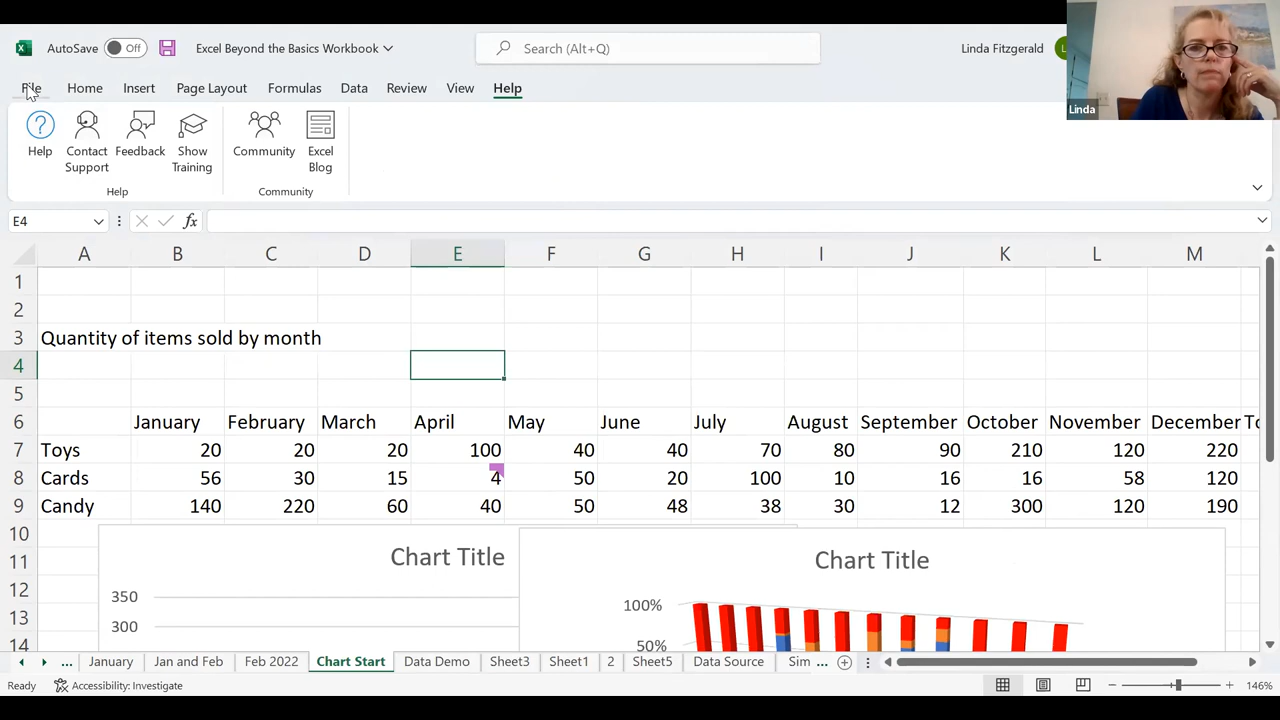 AutoSave Off Excel Beyond the Basics Workbook Search (Alt+Q) Linda Fitzgerald
Linda
File Home Insert Page Layout Formulas Data Review View Help
Help Contact Support Feedback Show Training Community Excel Blog
Help Community
E4 fx
A B C D E F G H I J K L M
1
2
3 Quantity of items sold by month
4
5
6 January February March April May June July August September October November December To
7 Toys 20 20 20 100 40 40 70 80 90 210 120 220
8 Cards 56 30 15 4 50 20 100 10 16 16 58 120
9 Candy 140 220 60 40 50 48 38 30 12 300 120 190
10
11 Chart Title Chart Title
12 350 100%
13 300
14 50%
... January Jan and Feb Feb 2022 Chart Start Data Demo Sheet3 Sheet1 2 Sheet5 Data Source Sim ...
Ready Accessibility: Investigate 146%